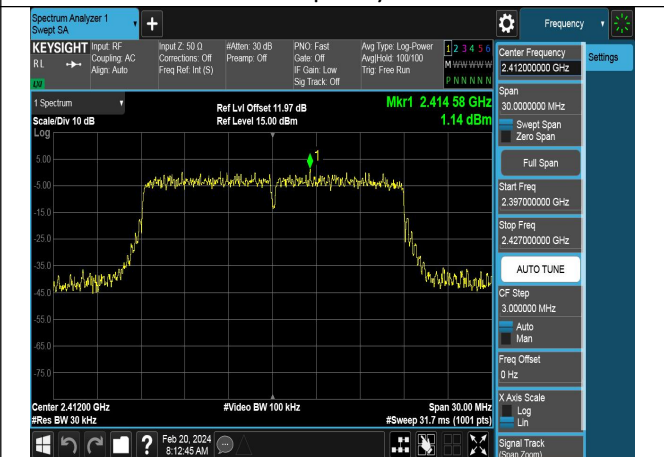 Spectrum Analyzer 1
Swept SA
Frequency
KEYSIGHT
RL
Input: RF
Coupling: AC
Align: Auto
Input Z: 50 Ω
Corrections: Off
Freq Ref: Int (S)
#Atten: 30 dB
Preamp: Off
PNO: Fast
Gate: Off
IF Gain: Low
Sig Track: Off
Avg Type: Log-Power
Avg|Hold: 100/100
Trig: Free Run
1 2 3 4 5 6
M W W W W W
P N N N N N
1 Spectrum
Scale/Div 10 dB
Log
Ref Lvl Offset 11.97 dB
Ref Level 15.00 dBm
Mkr1 2.414 58 GHz
1.14 dBm
1
5.00
-5.00
-15.0
-25.0
-35.0
-45.0
-55.0
-65.0
-75.0
Center 2.41200 GHz
#Res BW 30 kHz
#Video BW 100 kHz
Span 30.00 MHz
#Sweep 31.7 ms (1001 pts)
Center Frequency
2.412000000 GHz
Settings
Span
30.0000000 MHz
Swept Span
Zero Span
Full Span
Start Freq
2.397000000 GHz
Stop Freq
2.427000000 GHz
AUTO TUNE
CF Step
3.000000 MHz
Auto
Man
Freq Offset
0 Hz
X Axis Scale
Log
Lin
Signal Track
(Span Zoom)
?
Feb 20, 2024
8:12:45 AM